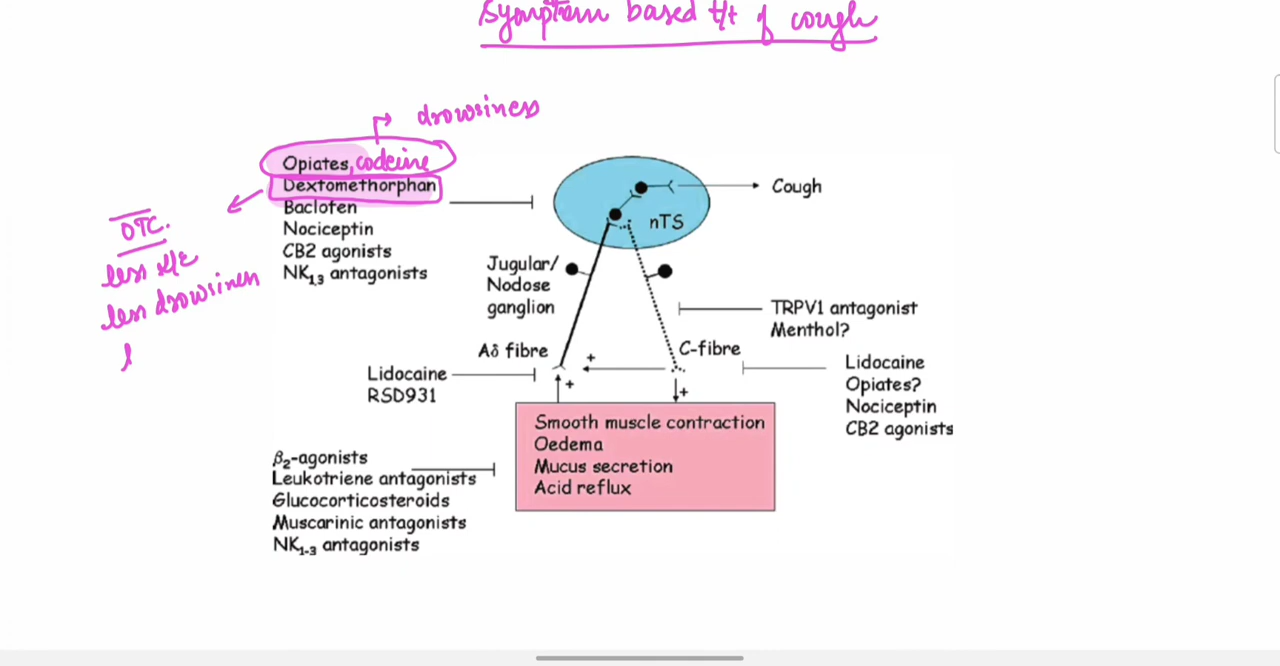 Symptom based t/t of cough
drowsiness
Opiates, codeine
Dextomethorphan
Baclofen
Nociceptin
CB2 agonists
NK1,3 antagonists
OTC.
less s/e
less drowsiness
nTS
Cough
Jugular/
Nodose
ganglion
TRPV1 antagonist
Menthol?
Aδ fibre
C-fibre
+
+
+
Lidocaine
RSD931
Lidocaine
Opiates?
Nociceptin
CB2 agonists
Smooth muscle contraction
Oedema
Mucus secretion
Acid reflux
β2-agonists
Leukotriene antagonists
Glucocorticosteroids
Muscarinic antagonists
NK1-3 antagonists